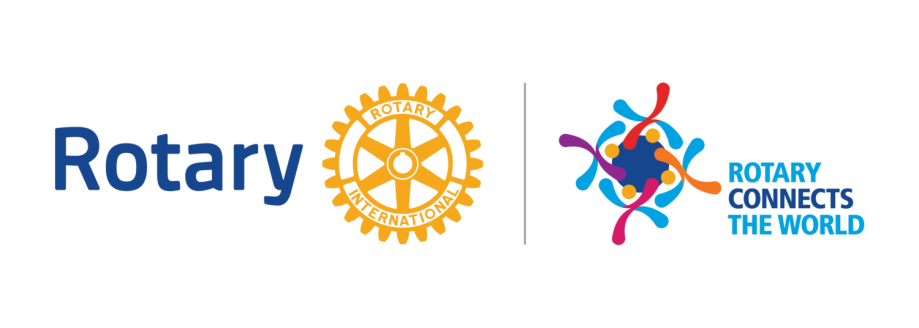 Rotary
ROTARY
INTERNATIONAL
ROTARY
CONNECTS
THE WORLD